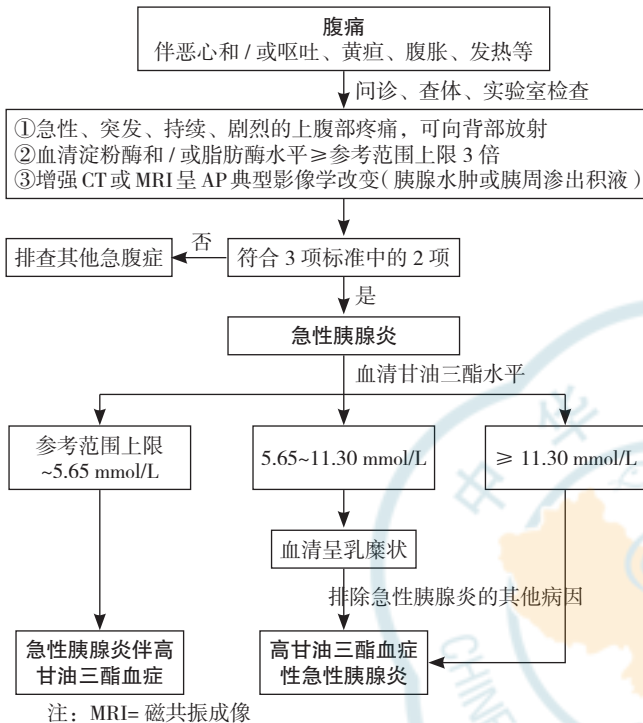 腹痛
伴恶心和 / 或呕吐、黄疸、腹胀、发热等
问诊、查体、实验室检查
①急性、突发、持续、剧烈的上腹部疼痛，可向背部放射
②血清淀粉酶和 / 或脂肪酶水平≥参考范围上限 3 倍
③增强 CT 或 MRI 呈 AP 典型影像学改变（胰腺水肿或胰周渗出积液）
排查其他急腹症
否
符合 3 项标准中的 2 项
是
急性胰腺炎
血清甘油三酯水平
参考范围上限
~5.65 mmol/L
5.65~11.30 mmol/L
≥ 11.30 mmol/L
血清呈乳糜状
排除急性胰腺炎的其他病因
急性胰腺炎伴高
甘油三酯血症
高甘油三酯血症
性急性胰腺炎
注：MRI= 磁共振成像
中 华
CHINE